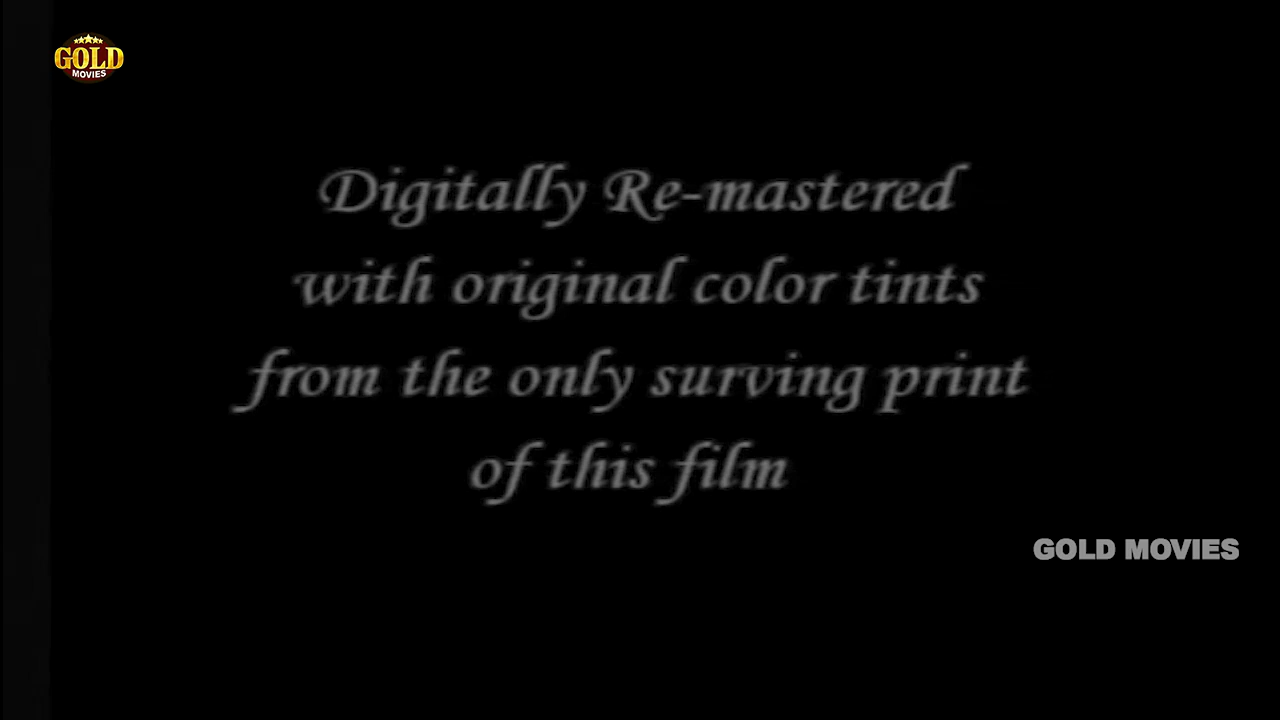 GOLD
MOVIES
Digitally Re-mastered
with original color tints
from the only surving print
of this film
GOLD MOVIES